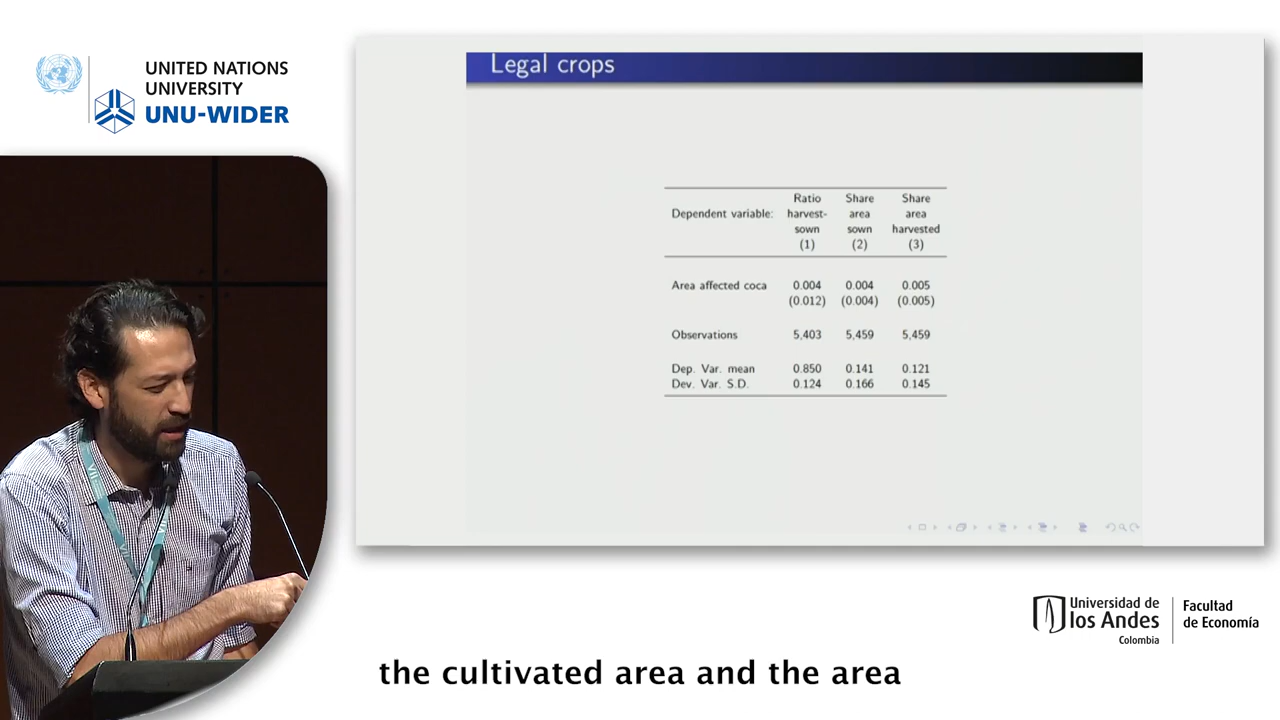 UNITED NATIONS
UNIVERSITY
UNU-WIDER
Legal crops
Dependent variable:
Ratio harvest-sown (1)
Share area sown (2)
Share area harvested (3)
Area affected coca 0.004 0.004 0.005
(0.012) (0.004) (0.005)
Observations 5,403 5,459 5,459
Dep. Var. mean 0.850 0.141 0.121
Dev. Var. S.D. 0.124 0.166 0.145
Universidad de
los Andes
Colombia
Facultad
de Economía
the cultivated area and the area